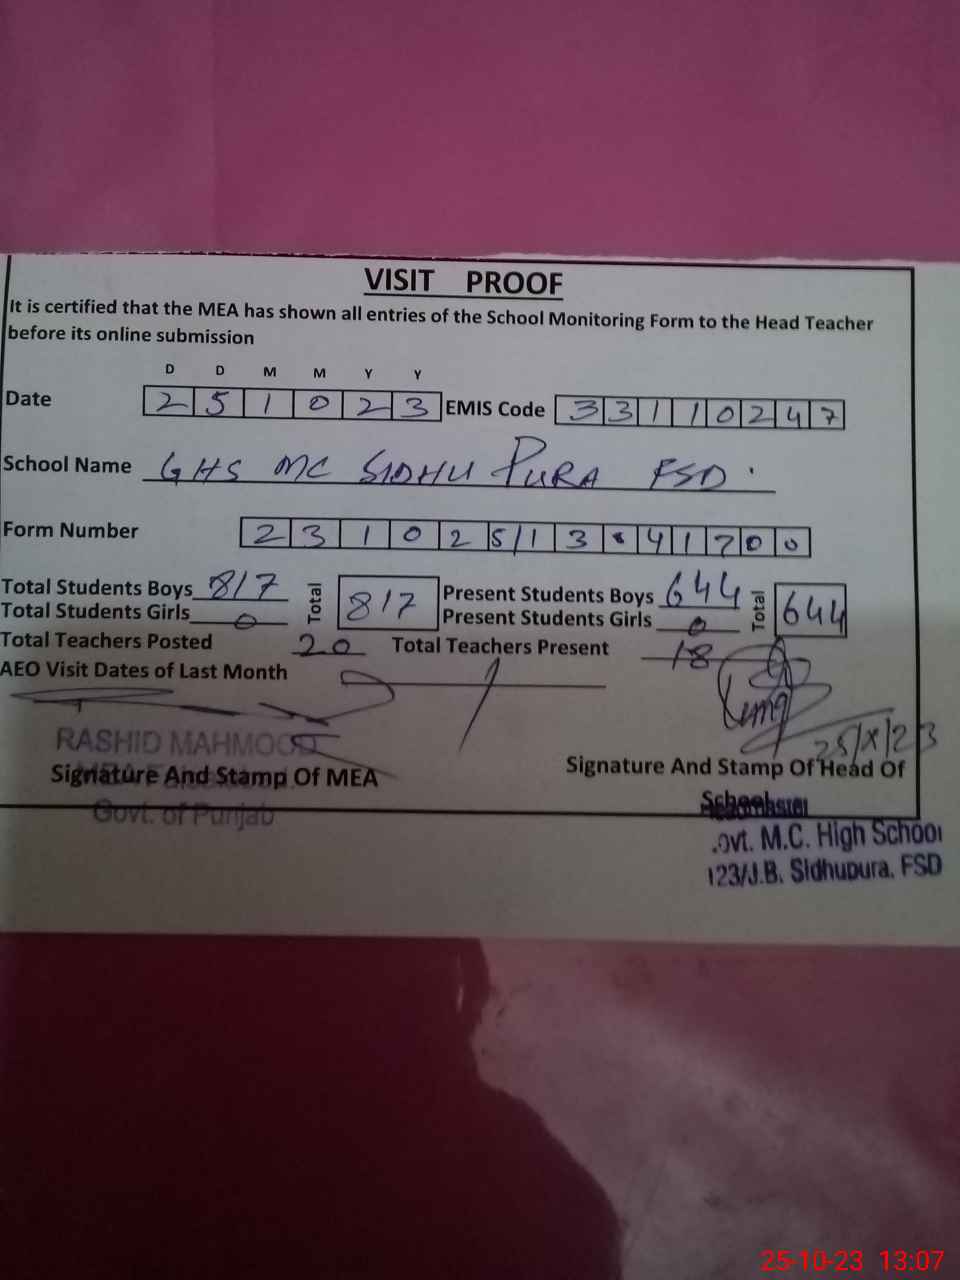 VISIT PROOF
It is certified that the MEA has shown all entries of the School Monitoring Form to the Head Teacher
before its online submission
D D M M Y Y
Date 2 5 1 0 2 3 EMIS Code 3 3 1 1 0 2 4 7
School Name GHS MC SIDHU PURA FSD.
Form Number 2 3 1 0 2 5 1 3 4 1 7 0 0
Total Students Boys 817 Total 817 Present Students Boys 644 Total 644
Total Students Girls 0 Present Students Girls 0
Total Teachers Posted 20 Total Teachers Present 18
AEO Visit Dates of Last Month
25/X/23
RASHID MAHMOOD
Signature And Stamp Of MEA Signature And Stamp Of Head Of
Govt. of Punjab School
.ovt. M.C. High School
123/J.B. Sidhupura. FSD
25-10-23 13:07